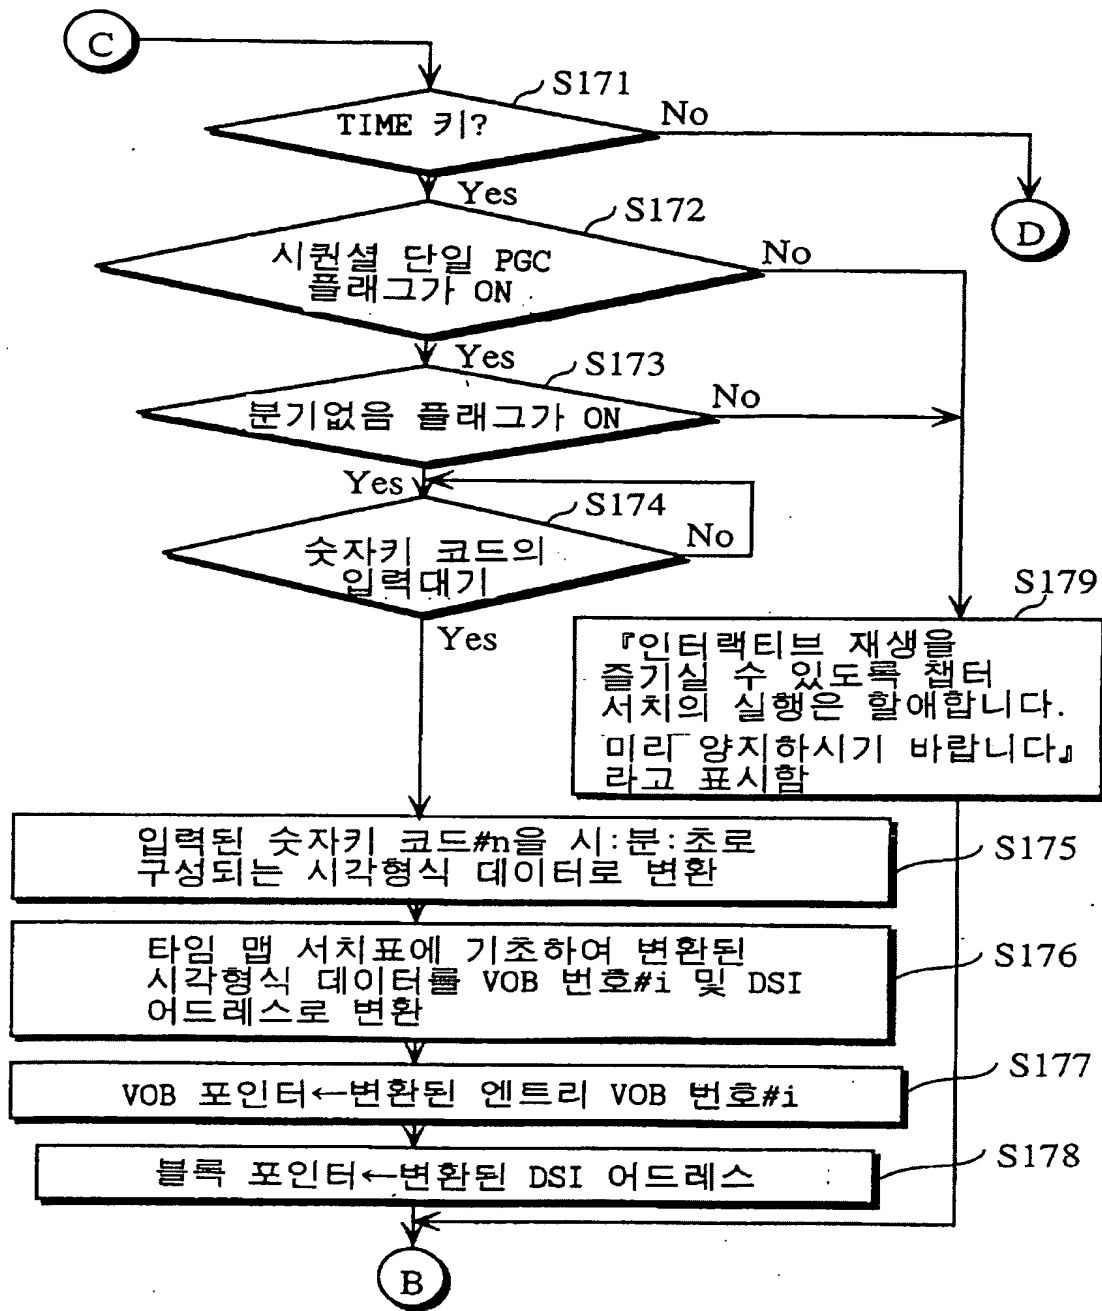 C
S171
TIME 키?
No
Yes
S172
D
시퀀셜 단일 PGC
플래그가 ON
No
Yes
S173
분기없음 플래그가 ON
No
Yes
S174
숫자키 코드의
입력대기
No
Yes
S179
『인터랙티브 재생을
즐기실 수 있도록 챕터
서치의 실행은 할애합니다.
미리 양지하시기 바랍니다』
라고 표시함
입력된 숫자키 코드#n을 시:분:초로
구성되는 시각형식 데이터로 변환
S175
타임 맵 서치표에 기초하여 변환된
시각형식 데이터를 VOB 번호#i 및 DSI
어드레스로 변환
S176
VOB 포인터←변환된 엔트리 VOB 번호#i
S177
블록 포인터←변환된 DSI 어드레스
S178
B